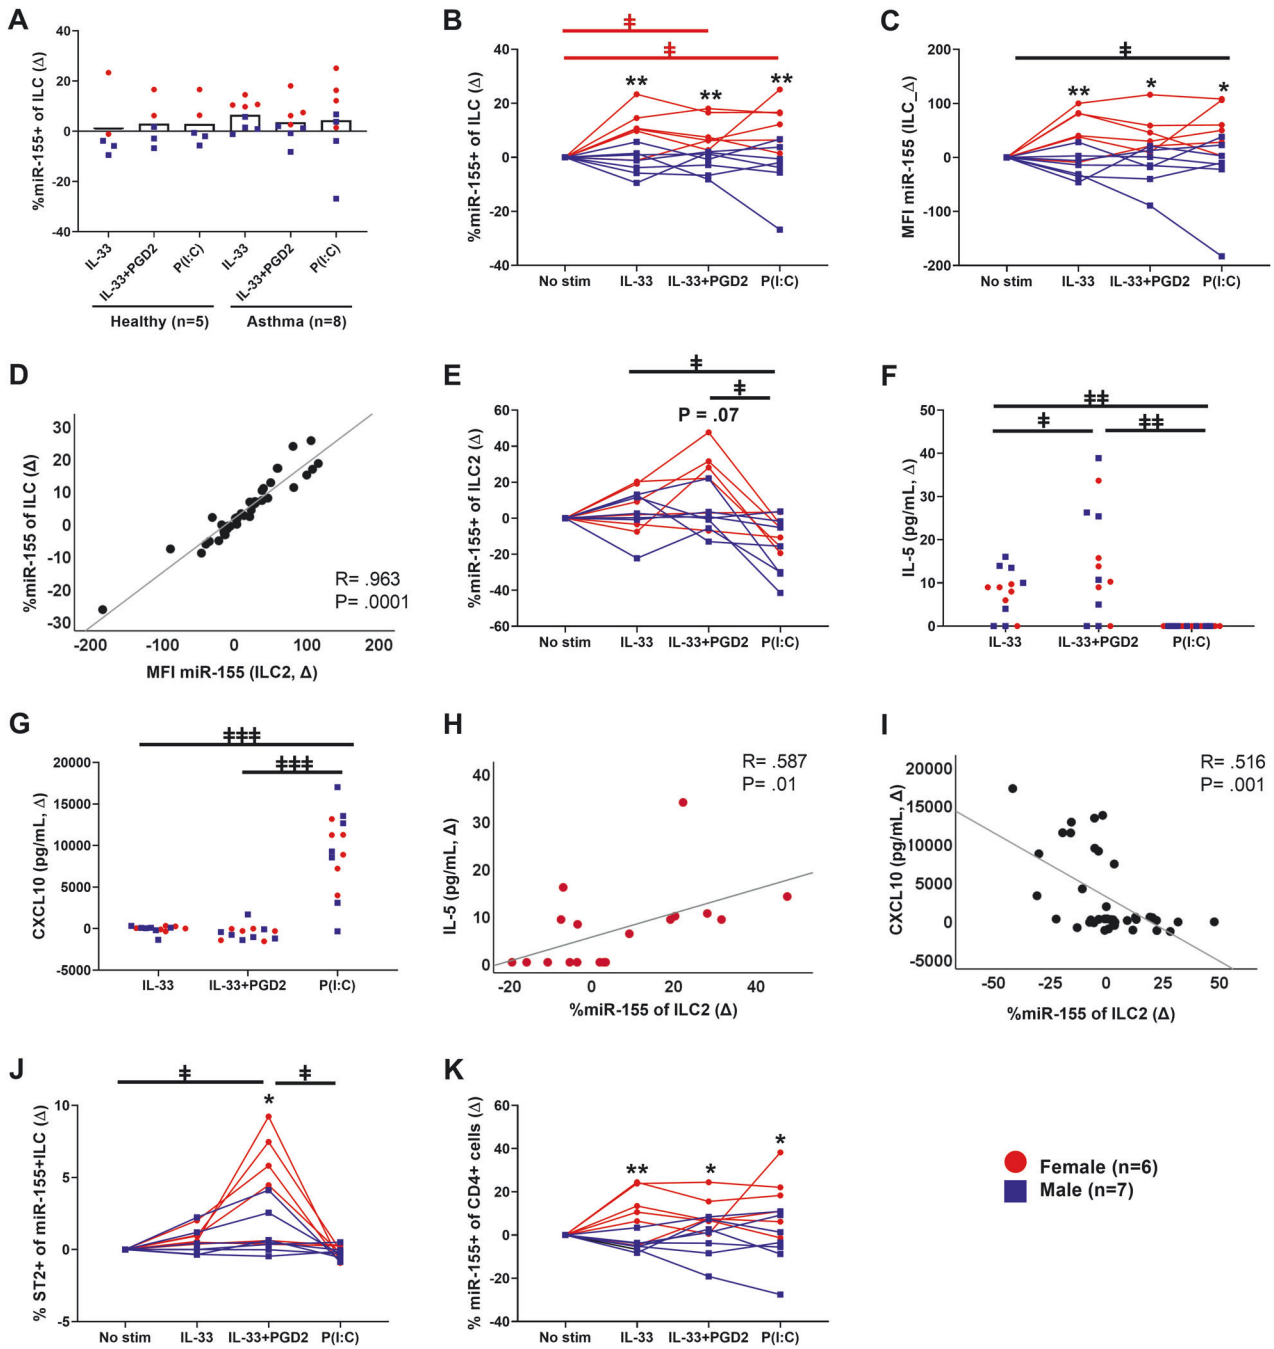 A
%miR-155+ of ILC (Δ)
40
20
0
-20
-40
IL-33
IL-33+PGD2
P(I:C)
IL-33
IL-33+PGD2
P(I:C)
Healthy (n=5)
Asthma (n=8)
B
%miR-155+ of ILC (Δ)
ǂ
ǂ
**
**
**
40
20
0
-20
-40
No stim
IL-33
IL-33+PGD2
P(I:C)
C
MFI miR-155 (ILC_Δ)
ǂ
**
*
*
200
100
0
-100
-200
No stim
IL-33
IL-33+PGD2
P(I:C)
D
%miR-155 of ILC (Δ)
30
20
10
0
-10
-20
-30
R= .963
P= .0001
-200
-100
0
100
200
MFI miR-155 (ILC2, Δ)
E
%miR-155+ of ILC2 (Δ)
ǂ
ǂ
P = .07
60
40
20
0
-20
-40
-60
No stim
IL-33
IL-33+PGD2
P(I:C)
F
IL-5 (pg/mL, Δ)
ǂǂ
ǂ
ǂǂ
50
40
30
20
10
0
IL-33
IL-33+PGD2
P(I:C)
G
CXCL10 (pg/mL, Δ)
ǂǂǂ
ǂǂǂ
20000
15000
10000
5000
0
-5000
IL-33
IL-33+PGD2
P(I:C)
H
IL-5 (pg/mL, Δ)
R= .587
P= .01
40
30
20
10
0
-20
0
20
40
%miR-155 of ILC2 (Δ)
I
CXCL10 (pg/mL, Δ)
R= .516
P= .001
20000
15000
10000
5000
0
-5000
-50
-25
0
25
50
%miR-155 of ILC2 (Δ)
J
% ST2+ of miR-155+ILC (Δ)
ǂ
ǂ
*
10
5
0
-5
No stim
IL-33
IL-33+PGD2
P(I:C)
K
% miR-155+ of CD4+ cells (Δ)
**
*
*
60
40
20
0
-20
-40
No stim
IL-33
IL-33+PGD2
P(I:C)
Female (n=6)
Male (n=7)